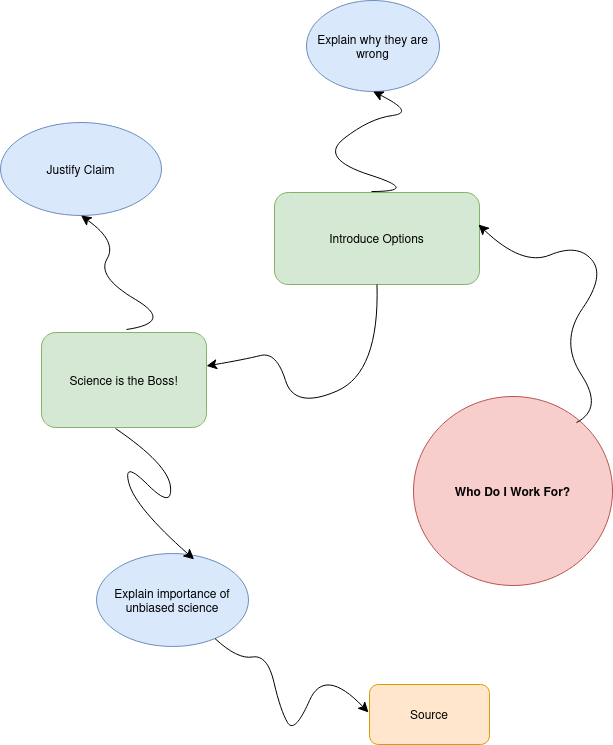 Explain why they are
wrong
Justify Claim
Introduce Options
Science is the Boss!
Who Do I Work For?
Explain importance of
unbiased science
Source